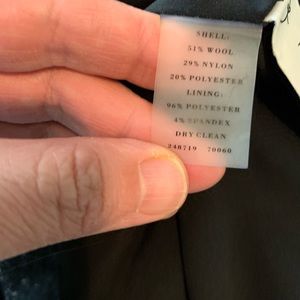 SHELL:
51% WOOL
29% NYLON
20% POLYESTER
LINING:
96% POLYESTER
4% SPANDEX
DRY CLEAN
248719 70060